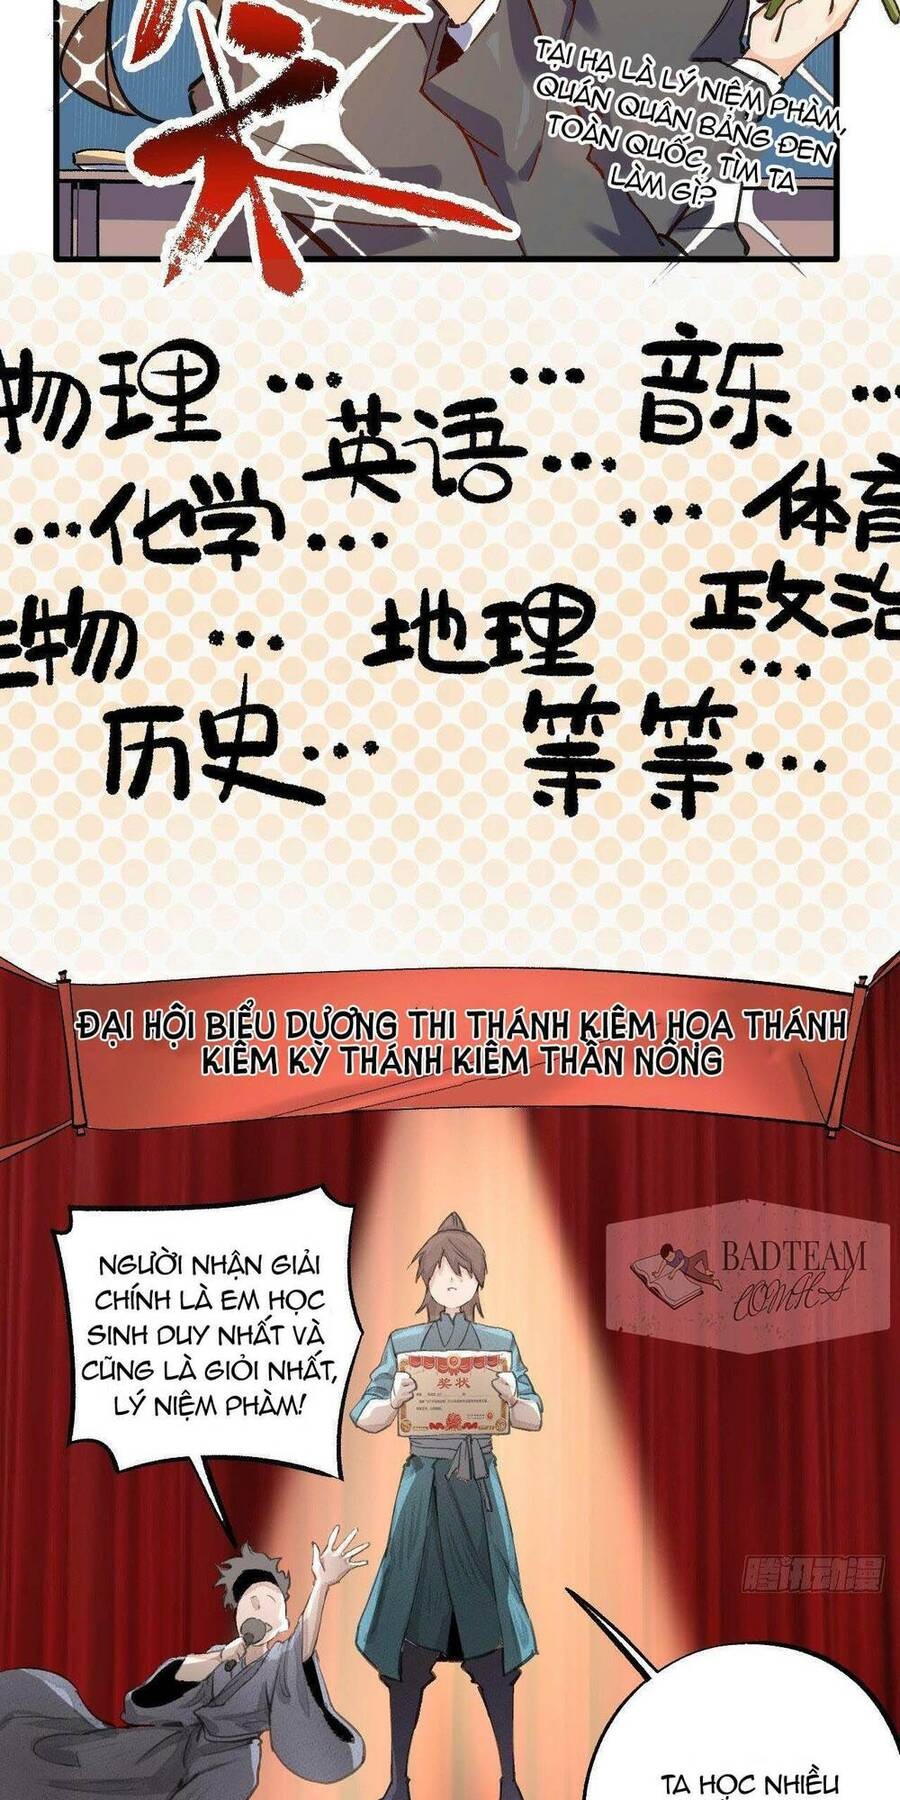 TẠI HẠ LÀ LÝ NIỆM PHÀM,
QUÁN QUÂN BẢNG ĐEN
TOÀN QUỐC, TÌM TA
LÀM GÌ?
物理 ... ... 音乐 ...
英语...
...化学... ... 体育
政治
生物 ... 地理 ...
历史... 等等...
ĐẠI HỘI BIỂU DƯƠNG THI THÁNH KIÊM HỌA THÁNH
KIÊM KỲ THÁNH KIÊM THẦN NÔNG
NGƯỜI NHẬN GIẢI
CHÍNH LÀ EM HỌC
SINH DUY NHẤT VÀ
CŨNG LÀ GIỎI NHẤT,
LÝ NIỆM PHÀM!
BADTEAM
COMICS
奖状
腾讯动漫
TA HỌC NHIỀU